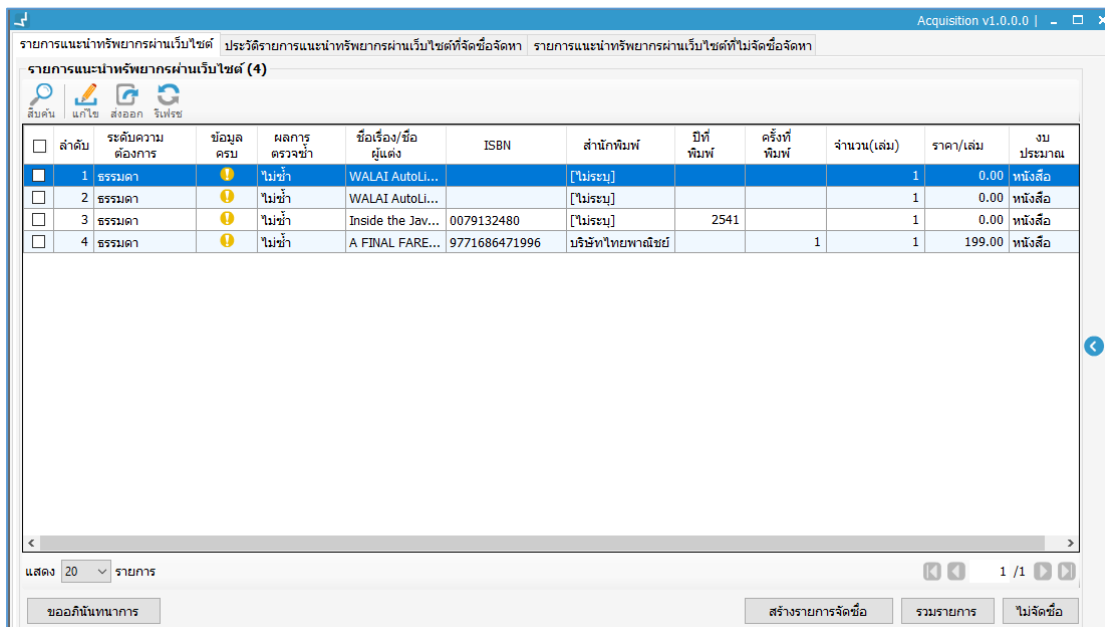 Acquisition v1.0.0.0 |
รายการแนะนำทรัพยากรผ่านเว็บไซต์ ประวัติรายการแนะนำทรัพยากรผ่านเว็บไซต์ที่จัดซื้อจัดหา รายการแนะนำทรัพยากรผ่านเว็บไซต์ที่ไม่จัดซื้อจัดหา
รายการแนะนำทรัพยากรผ่านเว็บไซต์ (4)
สืบค้น แก้ไข ส่งออก รีเฟรช
ลำดับ ระดับความต้องการ ข้อมูลครบ ผลการตรวจซ้ำ ชื่อเรื่อง/ชื่อผู้แต่ง ISBN สำนักพิมพ์ ปีที่พิมพ์ ครั้งที่พิมพ์ จำนวน(เล่ม) ราคา/เล่ม งบประมาณ
1 ธรรมดา ไม่ซ้ำ WALAI AutoLi... [ไม่ระบุ] 1 0.00 หนังสือ
2 ธรรมดา ไม่ซ้ำ WALAI AutoLi... [ไม่ระบุ] 1 0.00 หนังสือ
3 ธรรมดา ไม่ซ้ำ Inside the Jav... 0079132480 [ไม่ระบุ] 2541 1 0.00 หนังสือ
4 ธรรมดา ไม่ซ้ำ A FINAL FARE... 9771686471996 บริษัทไทยพาณิชย์ 1 1 199.00 หนังสือ
แสดง 20 รายการ 1 /1
ขออภินันทนาการ สร้างรายการจัดซื้อ รวมรายการ ไม่จัดซื้อ